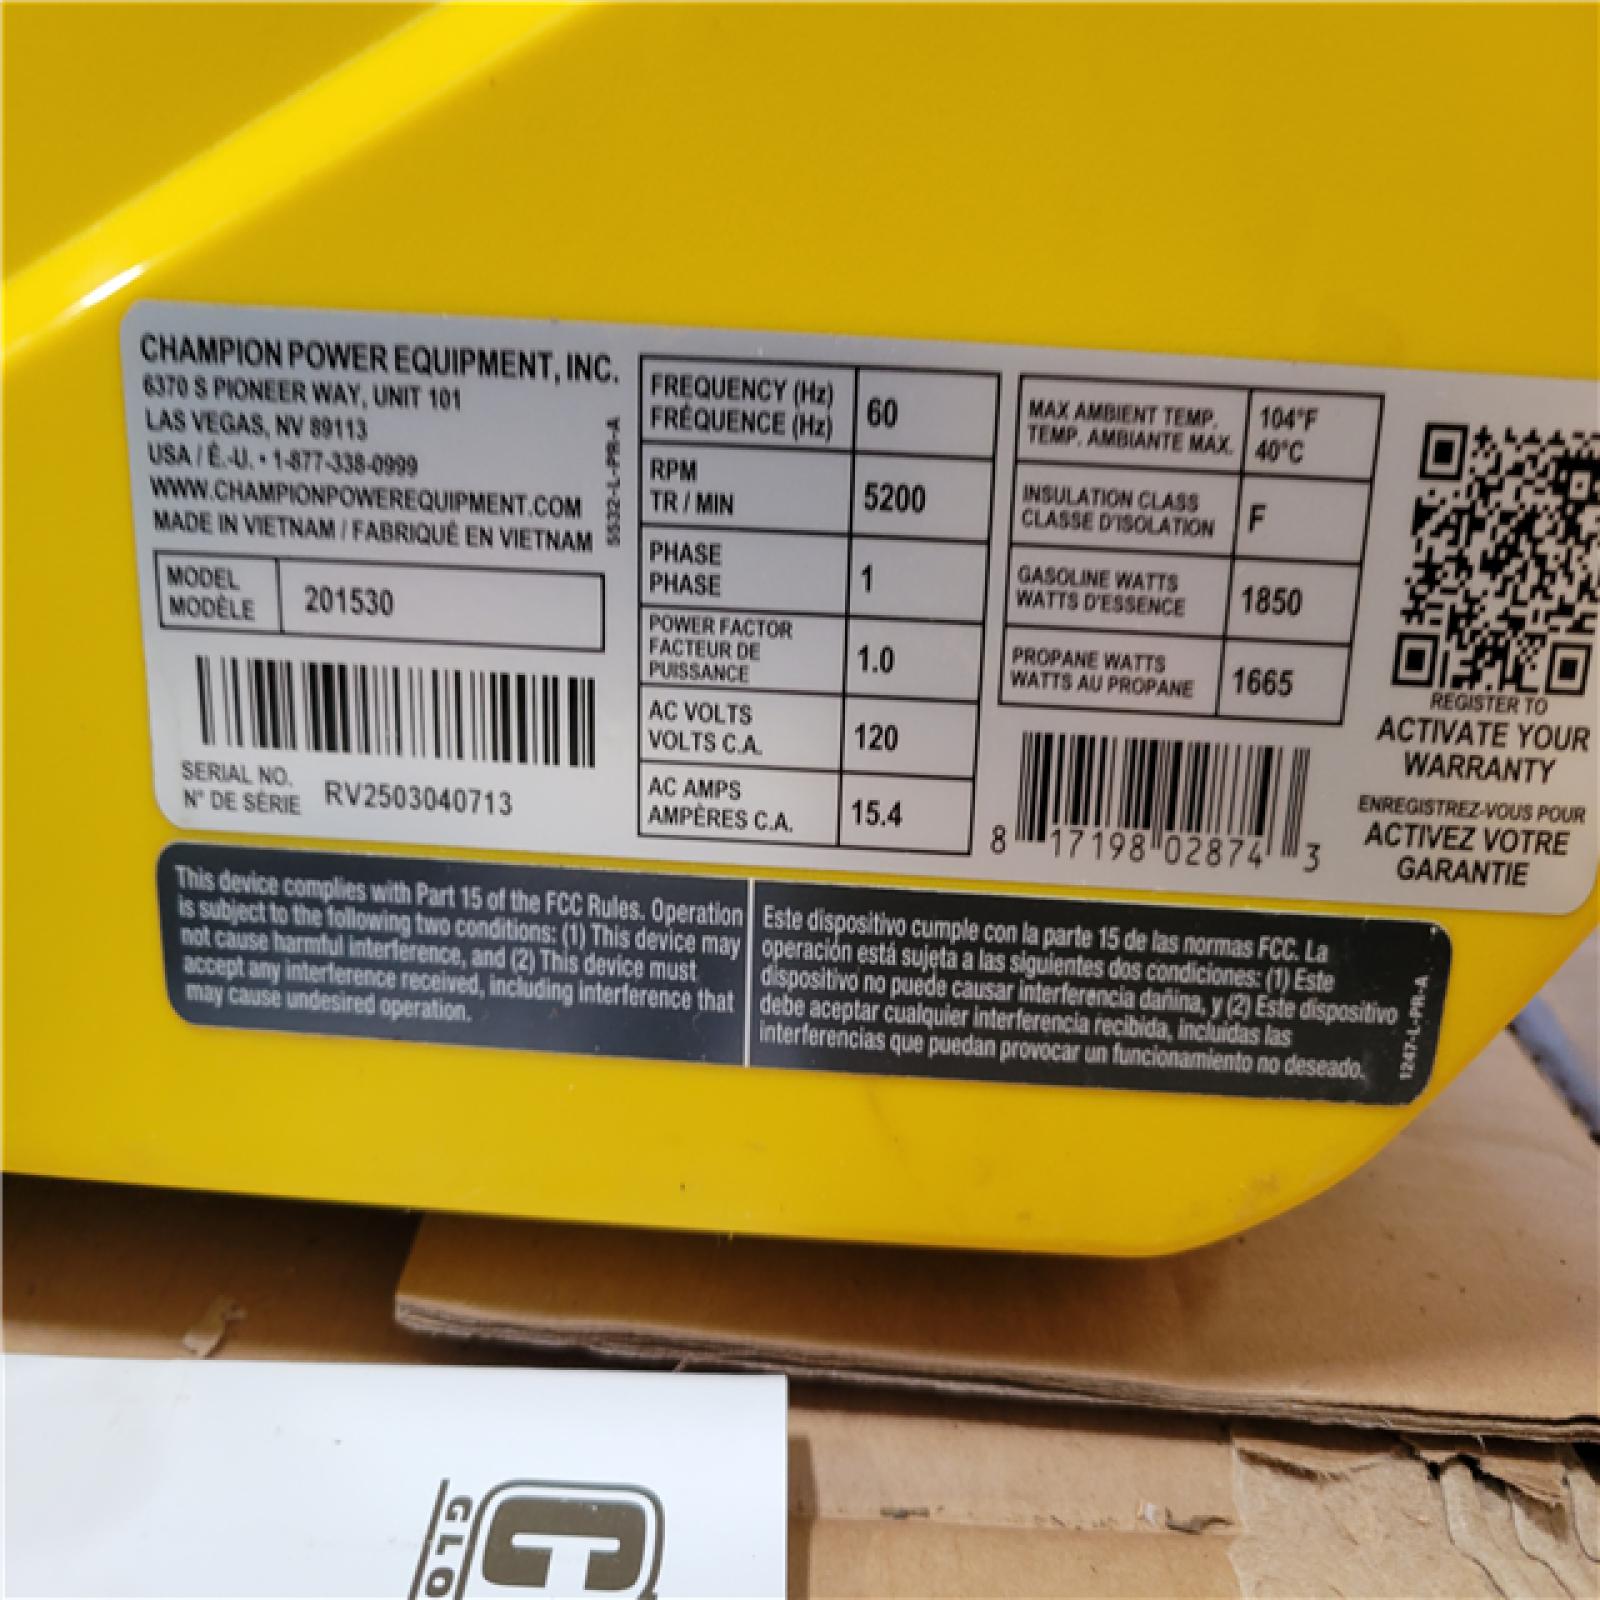 CHAMPION POWER EQUIPMENT, INC.
6370 S PIONEER WAY, UNIT 101
LAS VEGAS, NV 89113
USA / É.-U. • 1-877-338-0999
WWW.CHAMPIONPOWEREQUIPMENT.COM
MADE IN VIETNAM / FABRIQUÉ EN VIETNAM
5532-L-PR-A
MODEL
MODÈLE
201530
SERIAL NO.
N° DE SÉRIE
RV2503040713
FREQUENCY (Hz)
FRÉQUENCE (Hz)
60
RPM
TR / MIN
5200
PHASE
PHASE
1
POWER FACTOR
FACTEUR DE
PUISSANCE
1.0
AC VOLTS
VOLTS C.A.
120
AC AMPS
AMPÈRES C.A.
15.4
MAX AMBIENT TEMP.
TEMP. AMBIANTE MAX.
104°F
40°C
INSULATION CLASS
CLASSE D'ISOLATION
F
GASOLINE WATTS
WATTS D'ESSENCE
1850
PROPANE WATTS
WATTS AU PROPANE
1665
8 17198 02874 3
REGISTER TO
ACTIVATE YOUR
WARRANTY
ENREGISTREZ-VOUS POUR
ACTIVEZ VOTRE
GARANTIE
This device complies with Part 15 of the FCC Rules. Operation
is subject to the following two conditions: (1) This device may
not cause harmful interference, and (2) This device must
accept any interference received, including interference that
may cause undesired operation.
Este dispositivo cumple con la parte 15 de las normas FCC. La
operación está sujeta a las siguientes dos condiciones: (1) Este
dispositivo no puede causar interferencia dañina, y (2) Este dispositivo
debe aceptar cualquier interferencia recibida, incluidas las
interferencias que puedan provocar un funcionamiento no deseado.
1247-L-PR-A
C
GLO